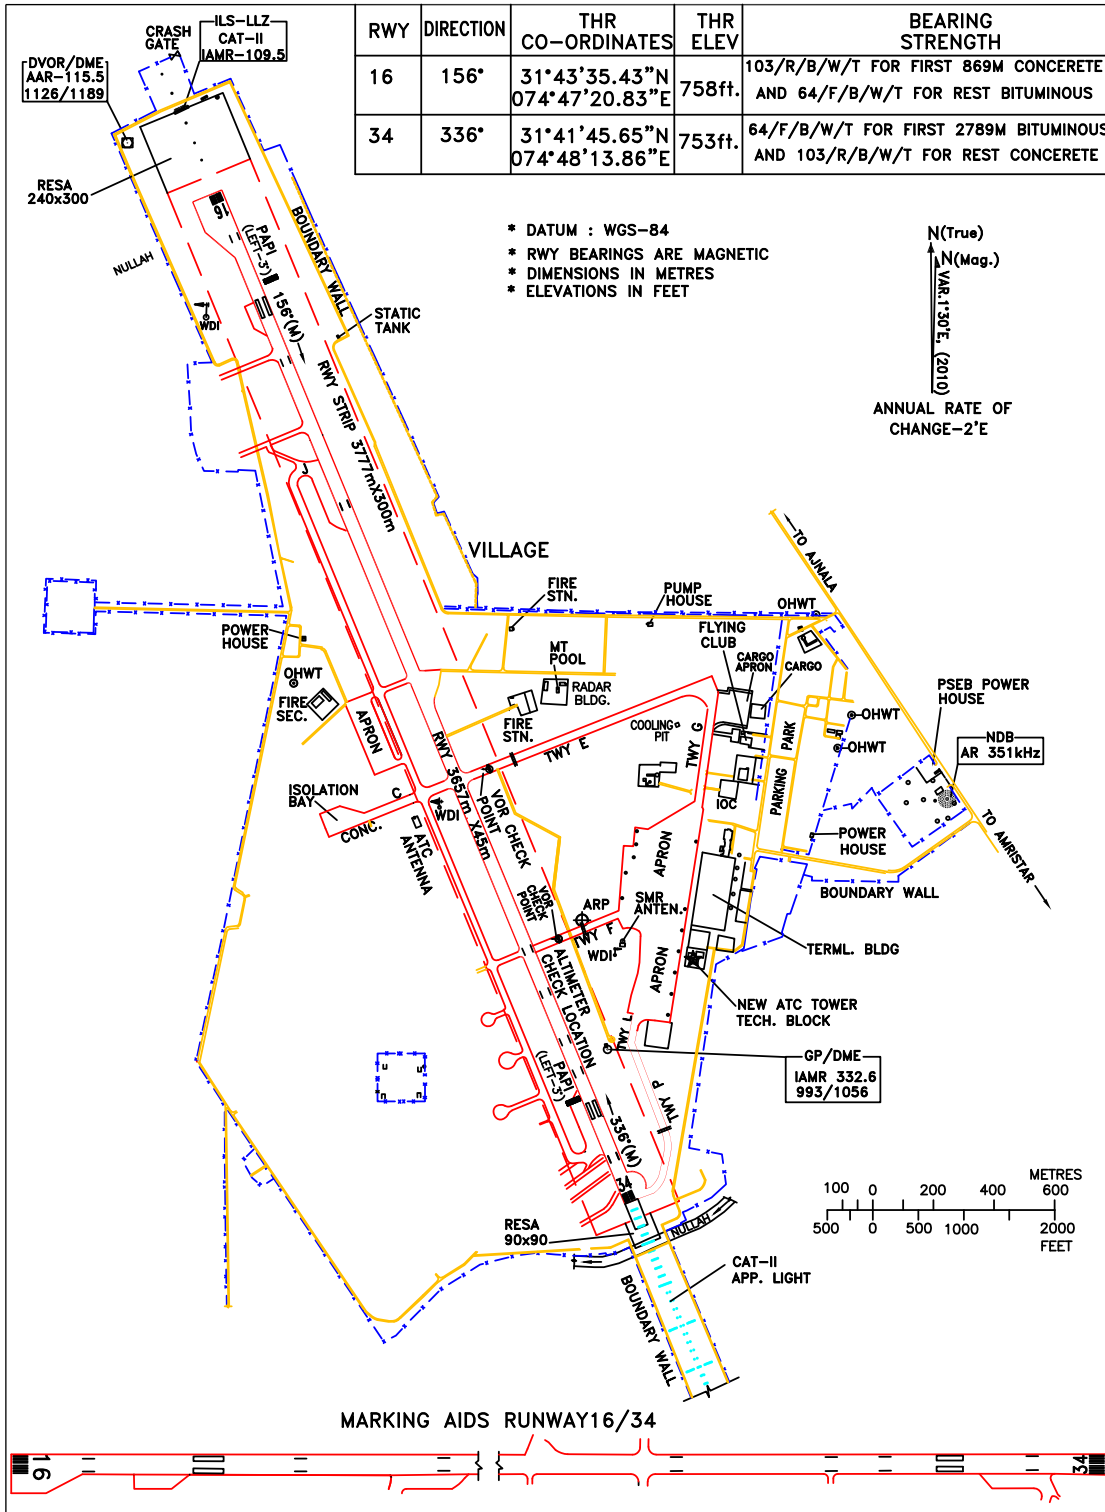 RWY DIRECTION THR CO-ORDINATES THR ELEV BEARING STRENGTH
16 156° 31°43'35.43"N 074°47'20.83"E 758ft. 103/R/B/W/T FOR FIRST 869M CONCERETE AND 64/F/B/W/T FOR REST BITUMINOUS
34 336° 31°41'45.65"N 074°48'13.86"E 753ft. 64/F/B/W/T FOR FIRST 2789M BITUMINOUS AND 103/R/B/W/T FOR REST CONCRETE
ILS-LLZ
CAT-II
IAMR-109.5
CRASH
GATE
DVOR/DME
AAR-115.5
1126/1189
RESA
240x300
NULLAH
16
PAPI
(LEFT-3°)
BOUNDARY WALL
WDI
156°(M)
STATIC
TANK
* DATUM : WGS-84
* RWY BEARINGS ARE MAGNETIC
* DIMENSIONS IN METRES
* ELEVATIONS IN FEET
N(True)
N(Mag.)
VAR.1°30'E, (2010)
ANNUAL RATE OF
CHANGE-2'E
RWY STRIP 3777mX300m
J
VILLAGE
TO AJNALA
FIRE
STN.
PUMP
HOUSE
OHWT
POWER
HOUSE
FLYING
CLUB
MT
POOL
CARGO
APRON
CARGO
OHWT
RADAR
BLDG.
PSEB POWER
HOUSE
FIRE
SEC.
APRON
FIRE
STN.
COOLING
PIT
TWY G
PARK
OHWT
NDB
AR 351kHz
RWY 3657m X45m
TWY E
OHWT
ISOLATION
BAY
C
VOR CHECK
POINT
IOC
PARKING
CONC.
WDI
ATC
ANTENNA
POWER
HOUSE
TO AMRISTAR
APRON
BOUNDARY WALL
VOR
CHECK
POINT
ARP
SMR
ANTEN.
TWY F
WDI
TERML. BLDG
ALTIMETER
CHECK LOCATION
APRON
NEW ATC TOWER
TECH. BLOCK
TWY L
GP/DME
IAMR 332.6
993/1056
PAPI
(LEFT-3°)
TWY P
336°(M)
34
RESA
90x90
NULLAH
100 0 200 400 600
METRES
500 0 500 1000 2000
FEET
CAT-II
APP. LIGHT
BOUNDARY WALL
MARKING AIDS RUNWAY16/34
16
34